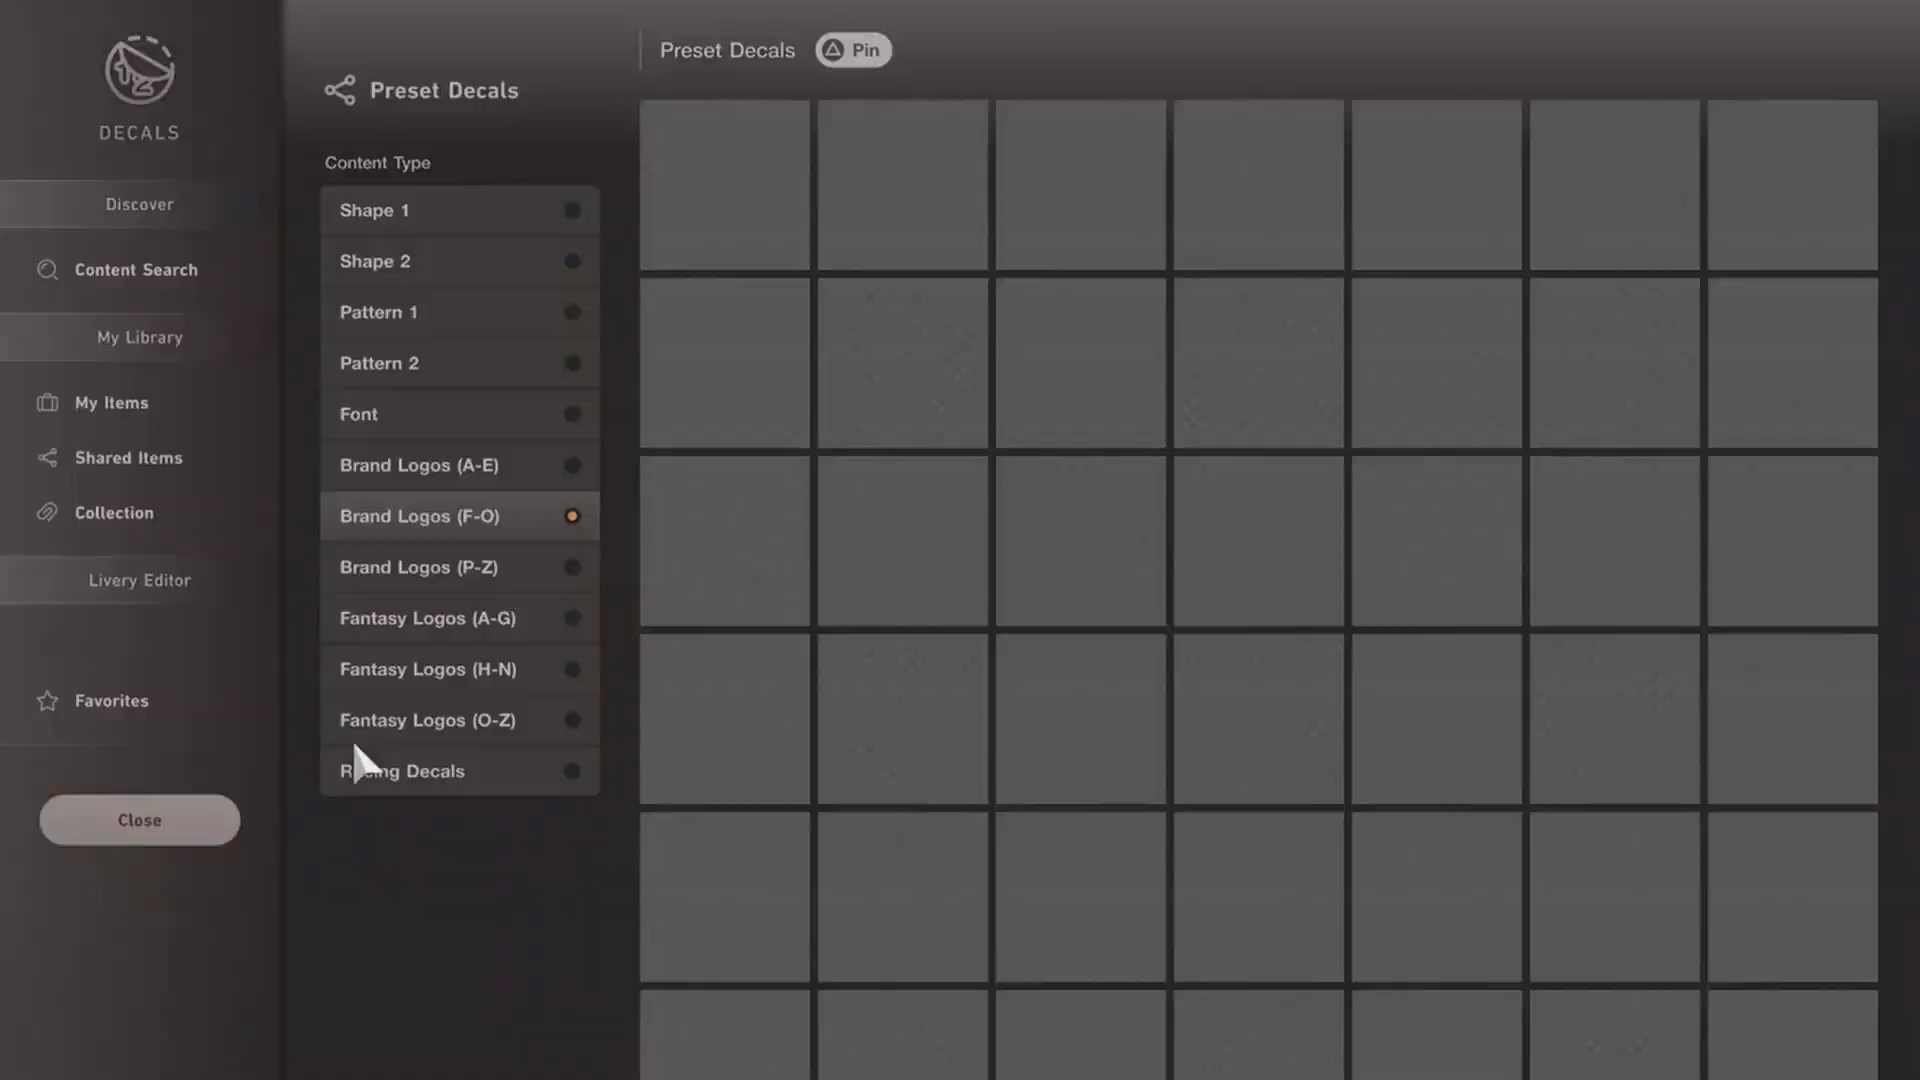 DECALS
Discover
Content Search
My Library
My Items
Shared Items
Collection
Livery Editor
Favorites
Close
Preset Decals
Content Type
Shape 1
Shape 2
Pattern 1
Pattern 2
Font
Brand Logos (A-E)
Brand Logos (F-O)
Brand Logos (P-Z)
Fantasy Logos (A-G)
Fantasy Logos (H-N)
Fantasy Logos (O-Z)
Racing Decals
Preset Decals Pin